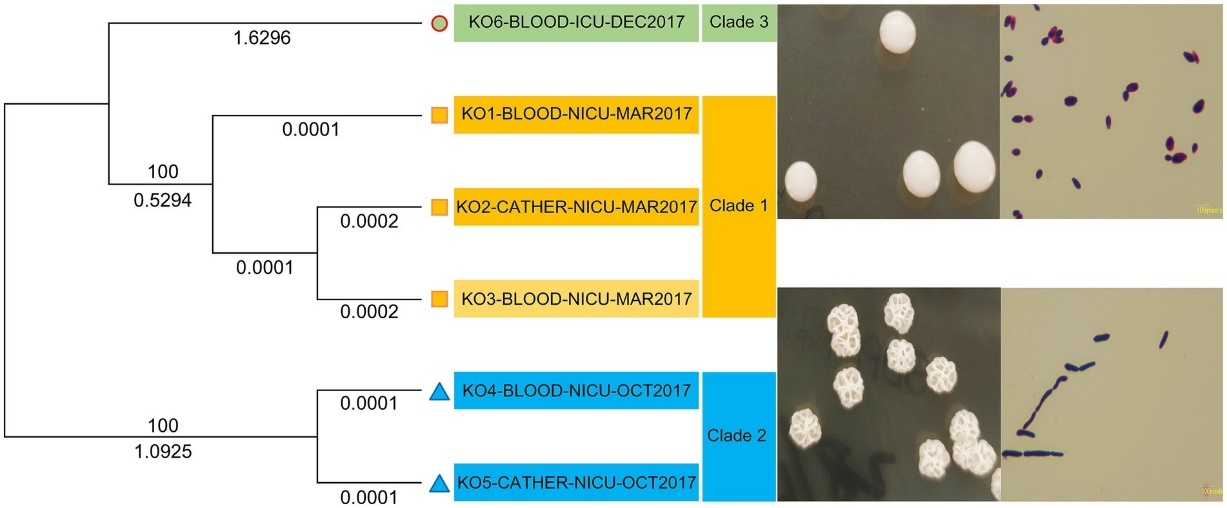 KO6-BLOOD-ICU-DEC2017 Clade 3
1.6296
KO1-BLOOD-NICU-MAR2017
0.0001
100
0.5294
KO2-CATHER-NICU-MAR2017 Clade 1
0.0002
0.0001
KO3-BLOOD-NICU-MAR2017
0.0002
KO4-BLOOD-NICU-OCT2017
0.0001
100
1.0925
Clade 2
KO5-CATHER-NICU-OCT2017
0.0001